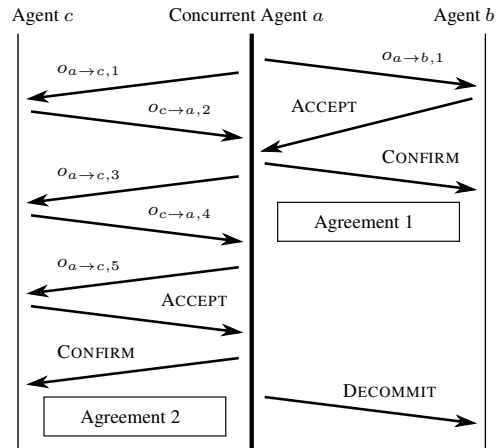 Agent c Concurrent Agent a Agent b
o_{a→c,1} o_{a→b,1}
o_{c→a,2} ACCEPT
CONFIRM
o_{a→c,3}
o_{c→a,4} Agreement 1
o_{a→c,5}
ACCEPT
CONFIRM
DECOMMIT
Agreement 2